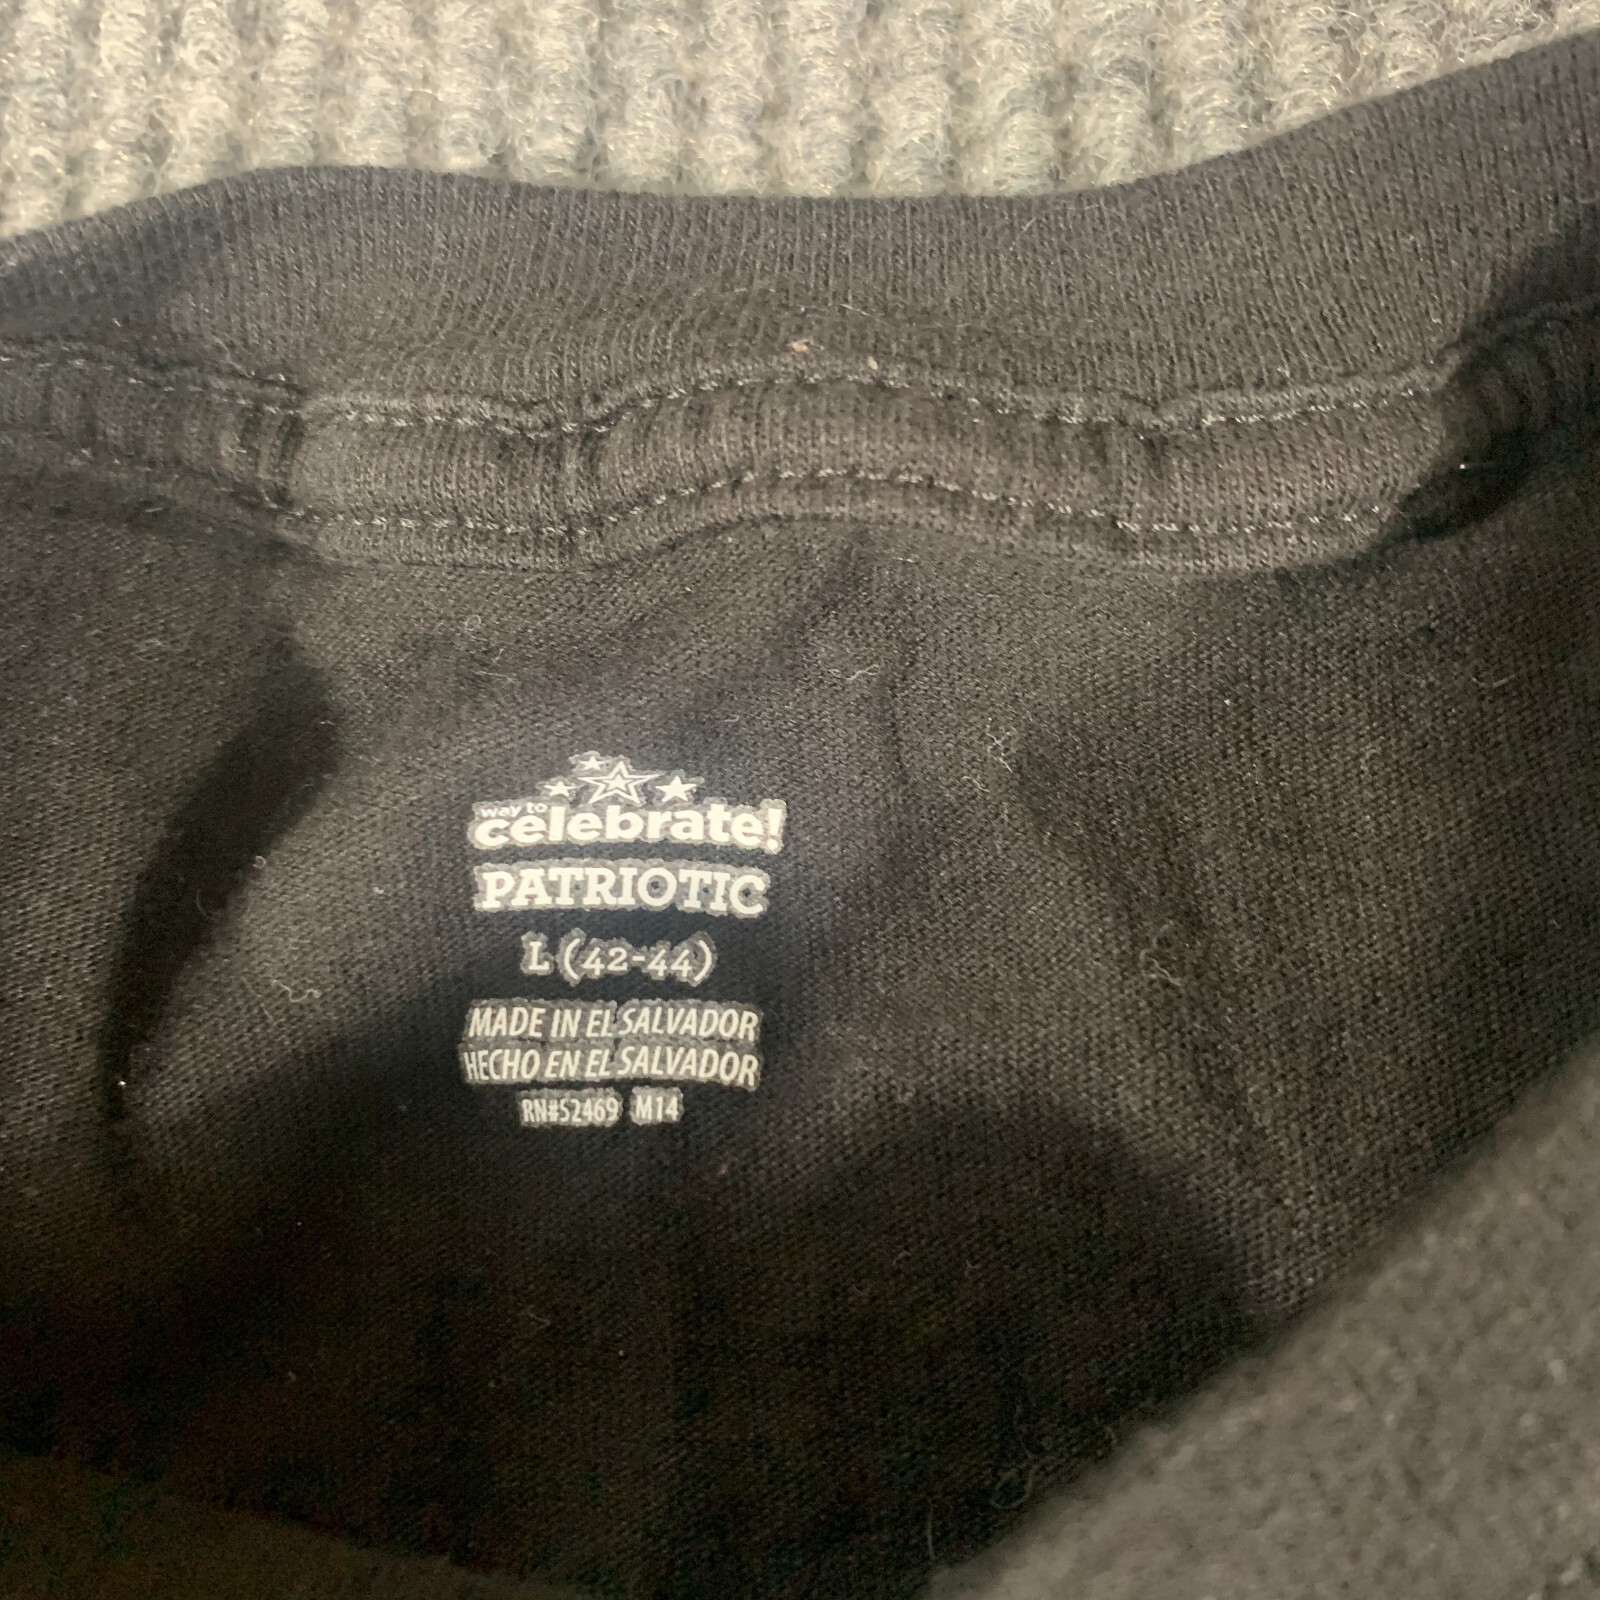 way to
celebrate!
PATRIOTIC
L (42-44)
MADE IN EL SALVADOR
HECHO EN EL SALVADOR
RN#52469 M14